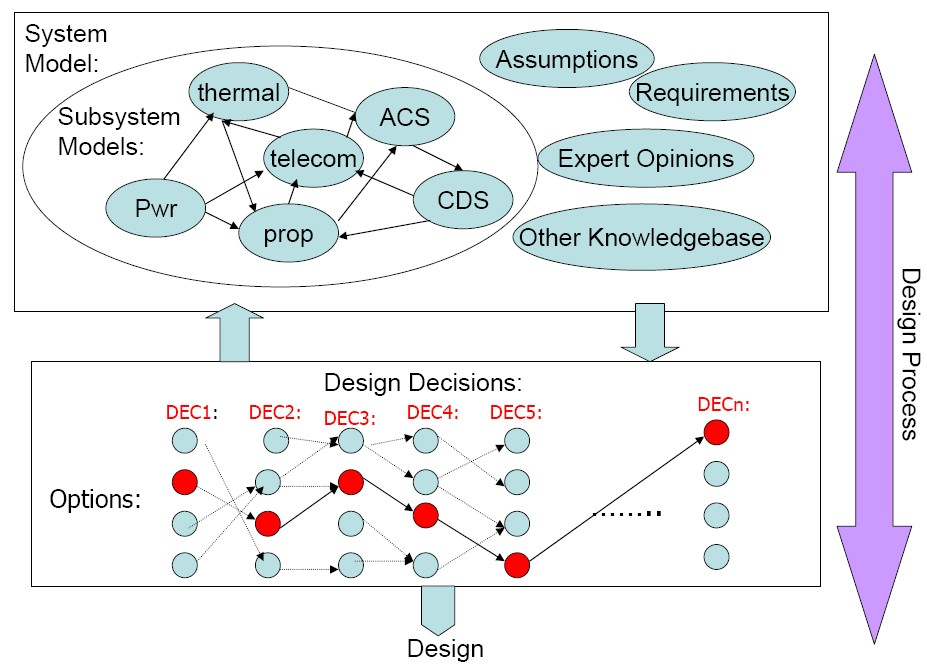 System
Model:
Assumptions
Requirements
thermal
ACS
Subsystem
Models:
telecom
Expert Opinions
Pwr
CDS
prop
Other Knowledgebase
Design Process
Design Decisions:
DEC1:
DEC2:
DEC3:
DEC4:
DEC5:
DECn:
Options:
Design